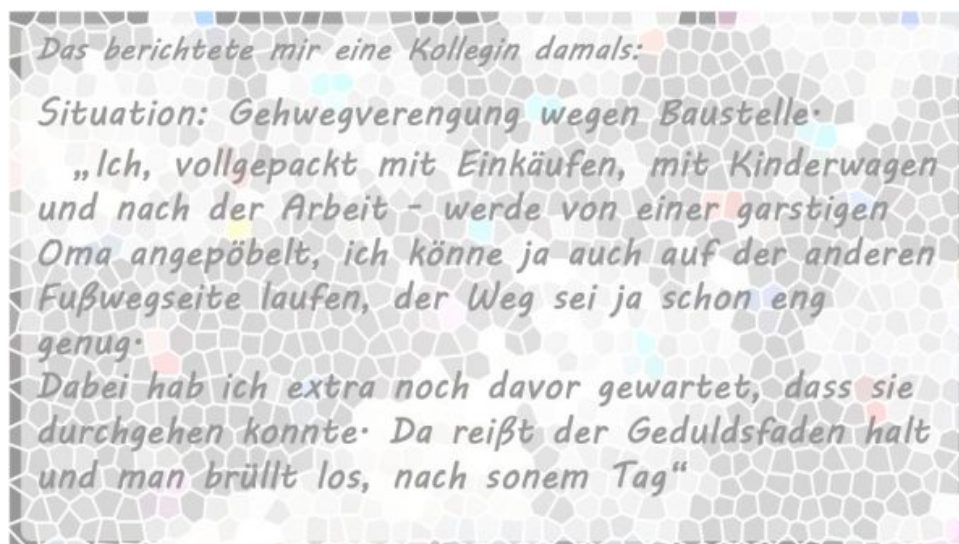 Das berichtete mir eine Kollegin damals:
Situation: Gehwegverengung wegen Baustelle.
„Ich, vollgepackt mit Einkäufen, mit Kinderwagen
und nach der Arbeit - werde von einer garstigen
Oma angepöbelt, ich könne ja auch auf der anderen
Fußwegseite laufen, der Weg sei ja schon eng
genug.
Dabei hab ich extra noch davor gewartet, dass sie
durchgehen konnte. Da reißt der Geduldsfaden halt
und man brüllt los, nach sonem Tag“